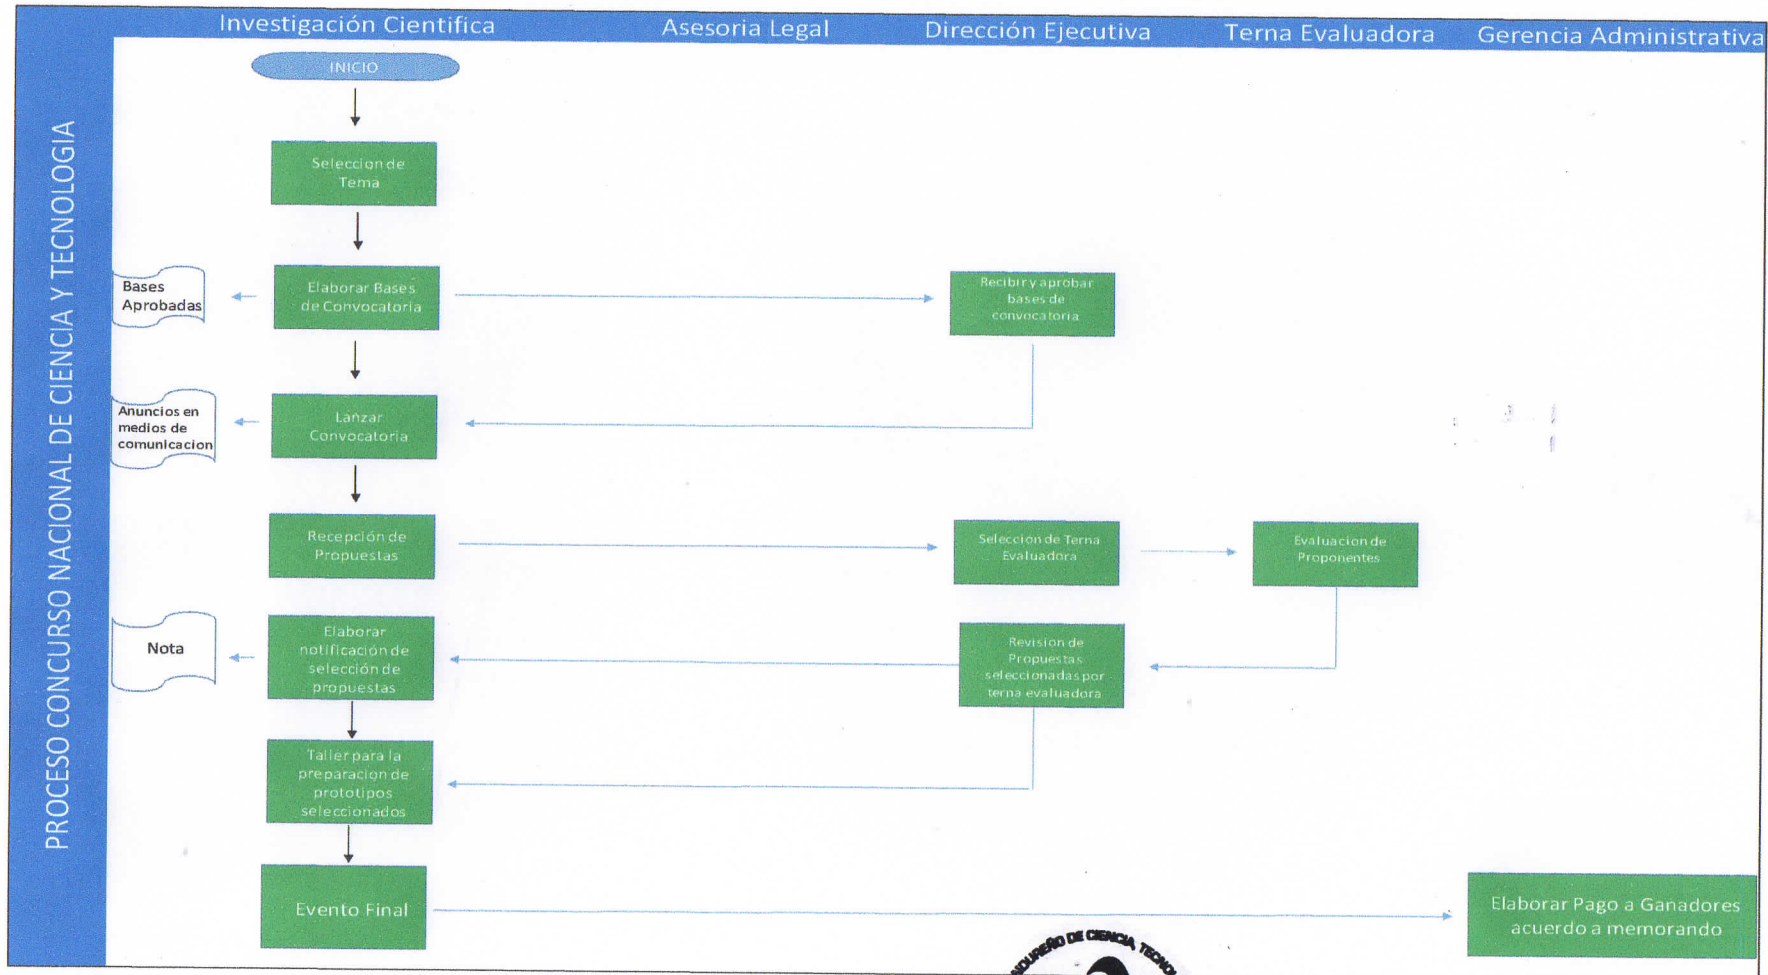 Investigación Cientifica
Asesoria Legal
Dirección Ejecutiva
Terna Evaluadora
Gerencia Administrativa
PROCESO CONCURSO NACIONAL DE CIENCIA Y TECNOLOGIA
INICIO
Seleccion de
Tema
Bases
Aprobadas
Elaborar Bases
de Convocatoria
Recibir y aprobar
bases de
convocatoria
Anuncios en
medios de
comunicacion
Lanzar
Convocatoria
Recepción de
Propuestas
Selección de Terna
Evaluadora
Evaluacion de
Proponentes
Nota
Elaborar
notificación de
selección de
propuestas
Revision de
Propuestas
seleccionadas por
terna evaluadora
Taller para la
preparacion de
prototipos
seleccionados
Evento Final
Elaborar Pago a Ganadores
acuerdo a memorando
DE CIENCIA,